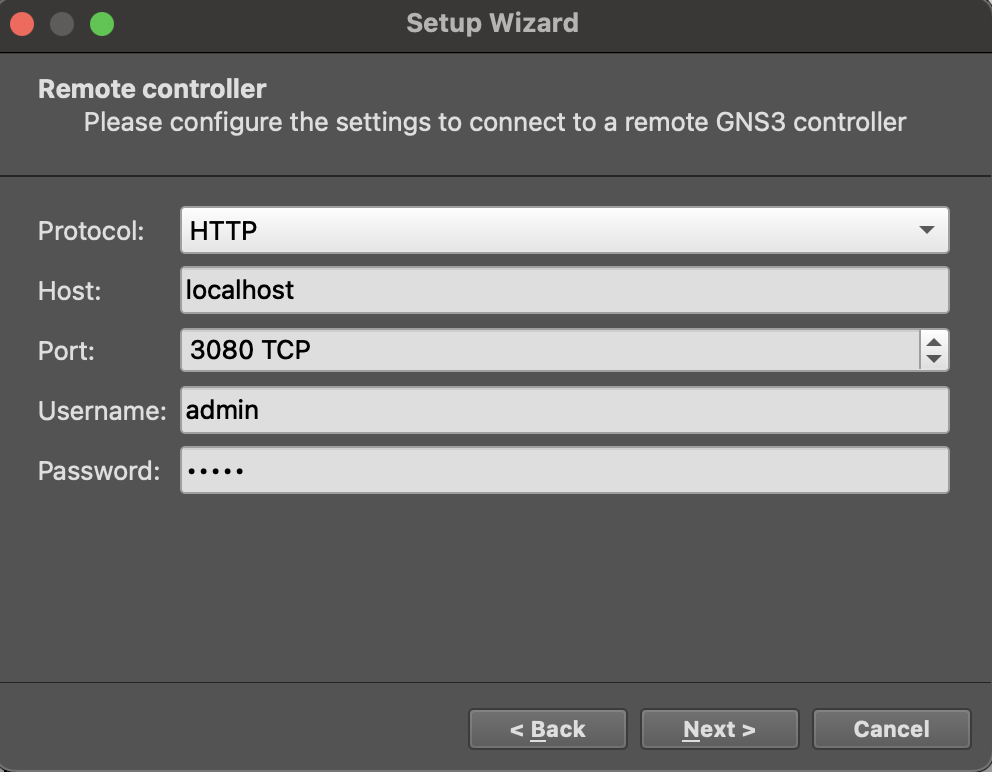 Setup Wizard
Remote controller
Please configure the settings to connect to a remote GNS3 controller
Protocol: HTTP
Host: localhost
Port: 3080 TCP
Username: admin
Password: •••••
< Back Next > Cancel